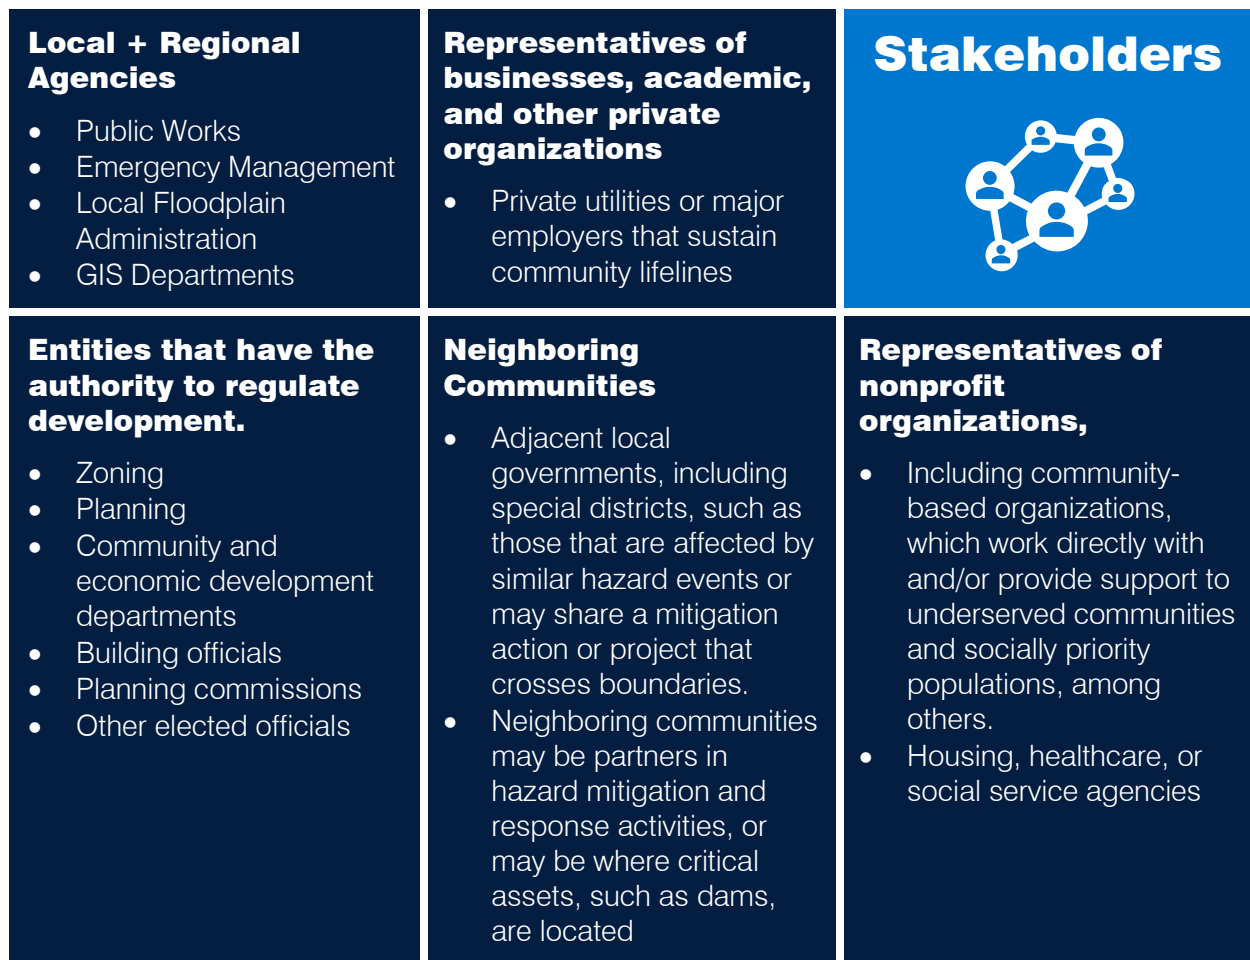 Local + Regional
Agencies
• Public Works
• Emergency Management
• Local Floodplain
Administration
• GIS Departments
Representatives of
businesses, academic,
and other private
organizations
• Private utilities or major
employers that sustain
community lifelines
Stakeholders
Entities that have the
authority to regulate
development.
• Zoning
• Planning
• Community and
economic development
departments
• Building officials
• Planning commissions
• Other elected officials
Neighboring
Communities
• Adjacent local
governments, including
special districts, such as
those that are affected by
similar hazard events or
may share a mitigation
action or project that
crosses boundaries.
• Neighboring communities
may be partners in
hazard mitigation and
response activities, or
may be where critical
assets, such as dams,
are located
Representatives of
nonprofit
organizations,
• Including community-
based organizations,
which work directly with
and/or provide support to
underserved communities
and socially priority
populations, among
others.
• Housing, healthcare, or
social service agencies